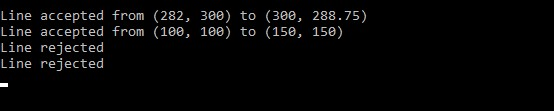 Line accepted from (282, 300) to (300, 288.75)
Line accepted from (100, 100) to (150, 150)
Line rejected
Line rejected